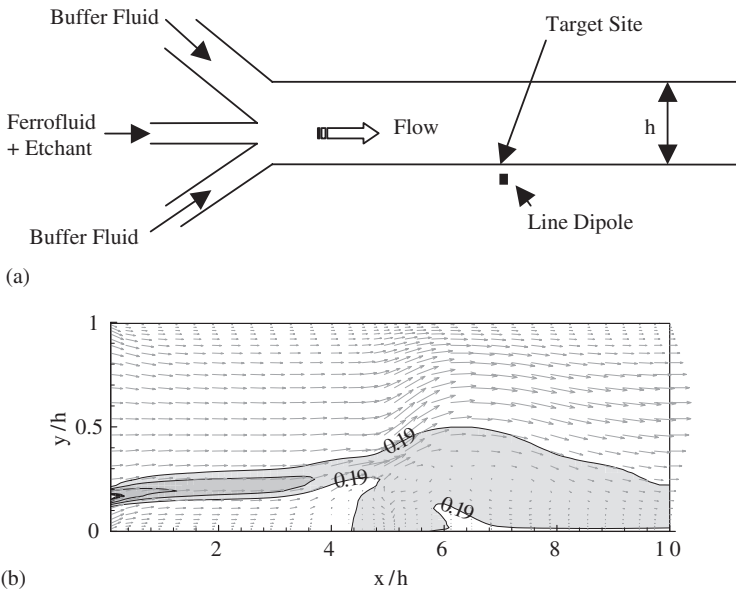 Buffer Fluid
Target Site
Ferrofluid
+ Etchant
Flow
h
Buffer Fluid
Line Dipole
(a)
1
0.5
0
y/h
0.19
0.19
0.19
2
4
6
8
10
x/h
(b)